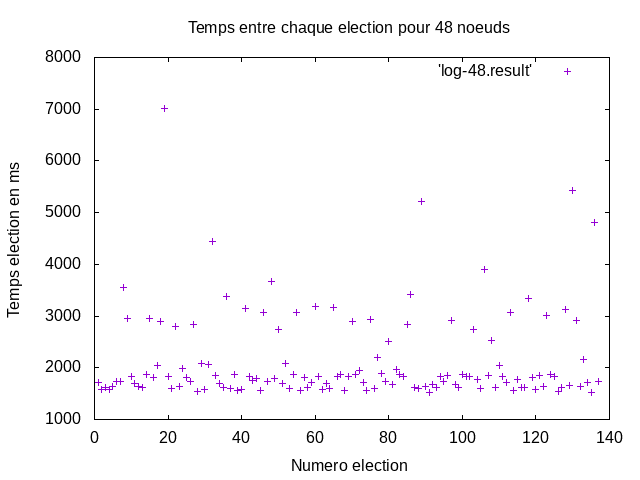 Temps entre chaque election pour 48 noeuds
'log-48.result'
Temps election en ms
8000
7000
6000
5000
4000
3000
2000
1000
0 20 40 60 80 100 120 140
Numero election